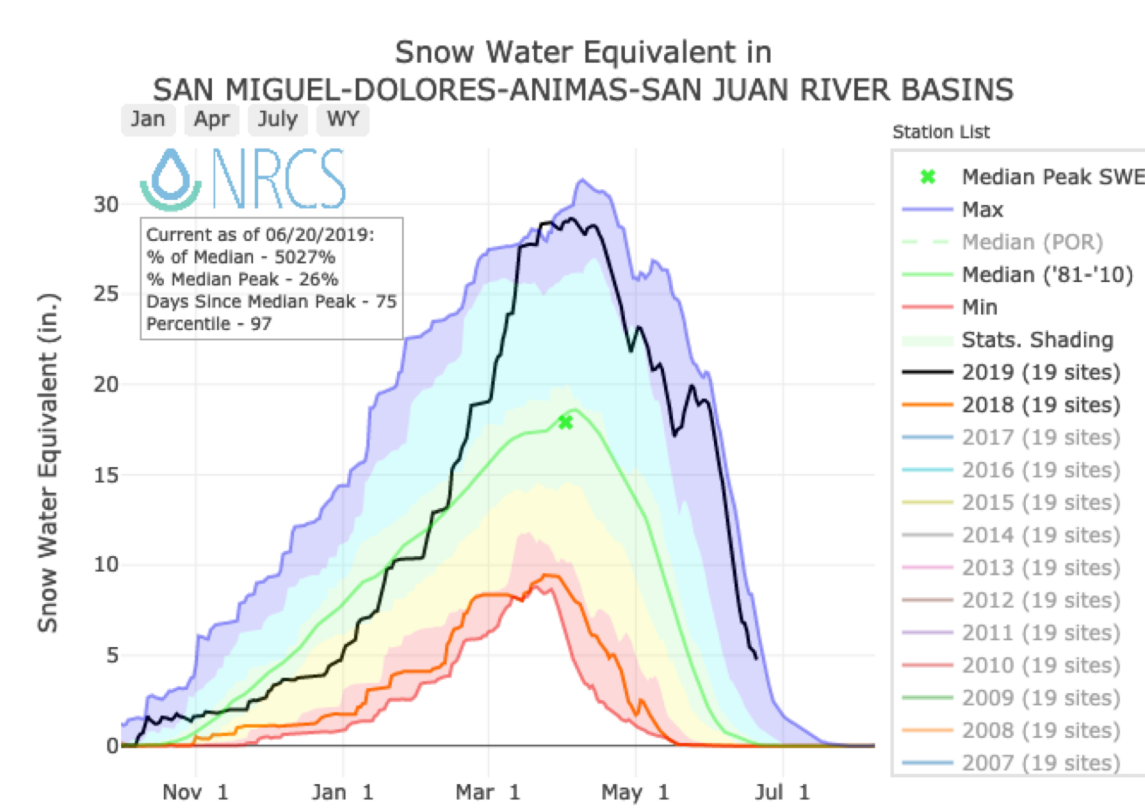 Snow Water Equivalent in
SAN MIGUEL-DOLORES-ANIMAS-SAN JUAN RIVER BASINS
Jan Apr July WY
NRCS
Current as of 06/20/2019:
% of Median - 5027%
% Median Peak - 26%
Days Since Median Peak - 75
Percentile - 97
Snow Water Equivalent (in.)
30
25
20
15
10
5
0
Nov 1 Jan 1 Mar 1 May 1 Jul 1
Station List
Median Peak SWE
Max
Median (POR)
Median ('81-'10)
Min
Stats. Shading
2019 (19 sites)
2018 (19 sites)
2017 (19 sites)
2016 (19 sites)
2015 (19 sites)
2014 (19 sites)
2013 (19 sites)
2012 (19 sites)
2011 (19 sites)
2010 (19 sites)
2009 (19 sites)
2008 (19 sites)
2007 (19 sites)